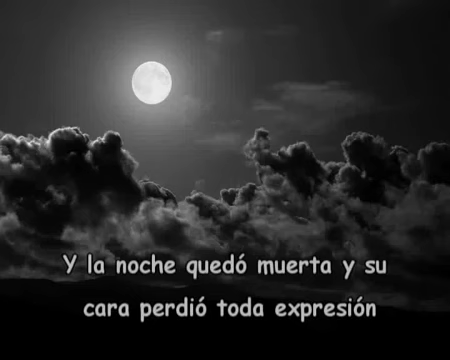 Y la noche quedó muerta y su
cara perdió toda expresión